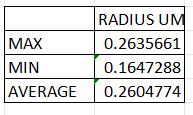 RADIUS UM
MAX 0.2635661
MIN 0.1647288
AVERAGE 0.2604774